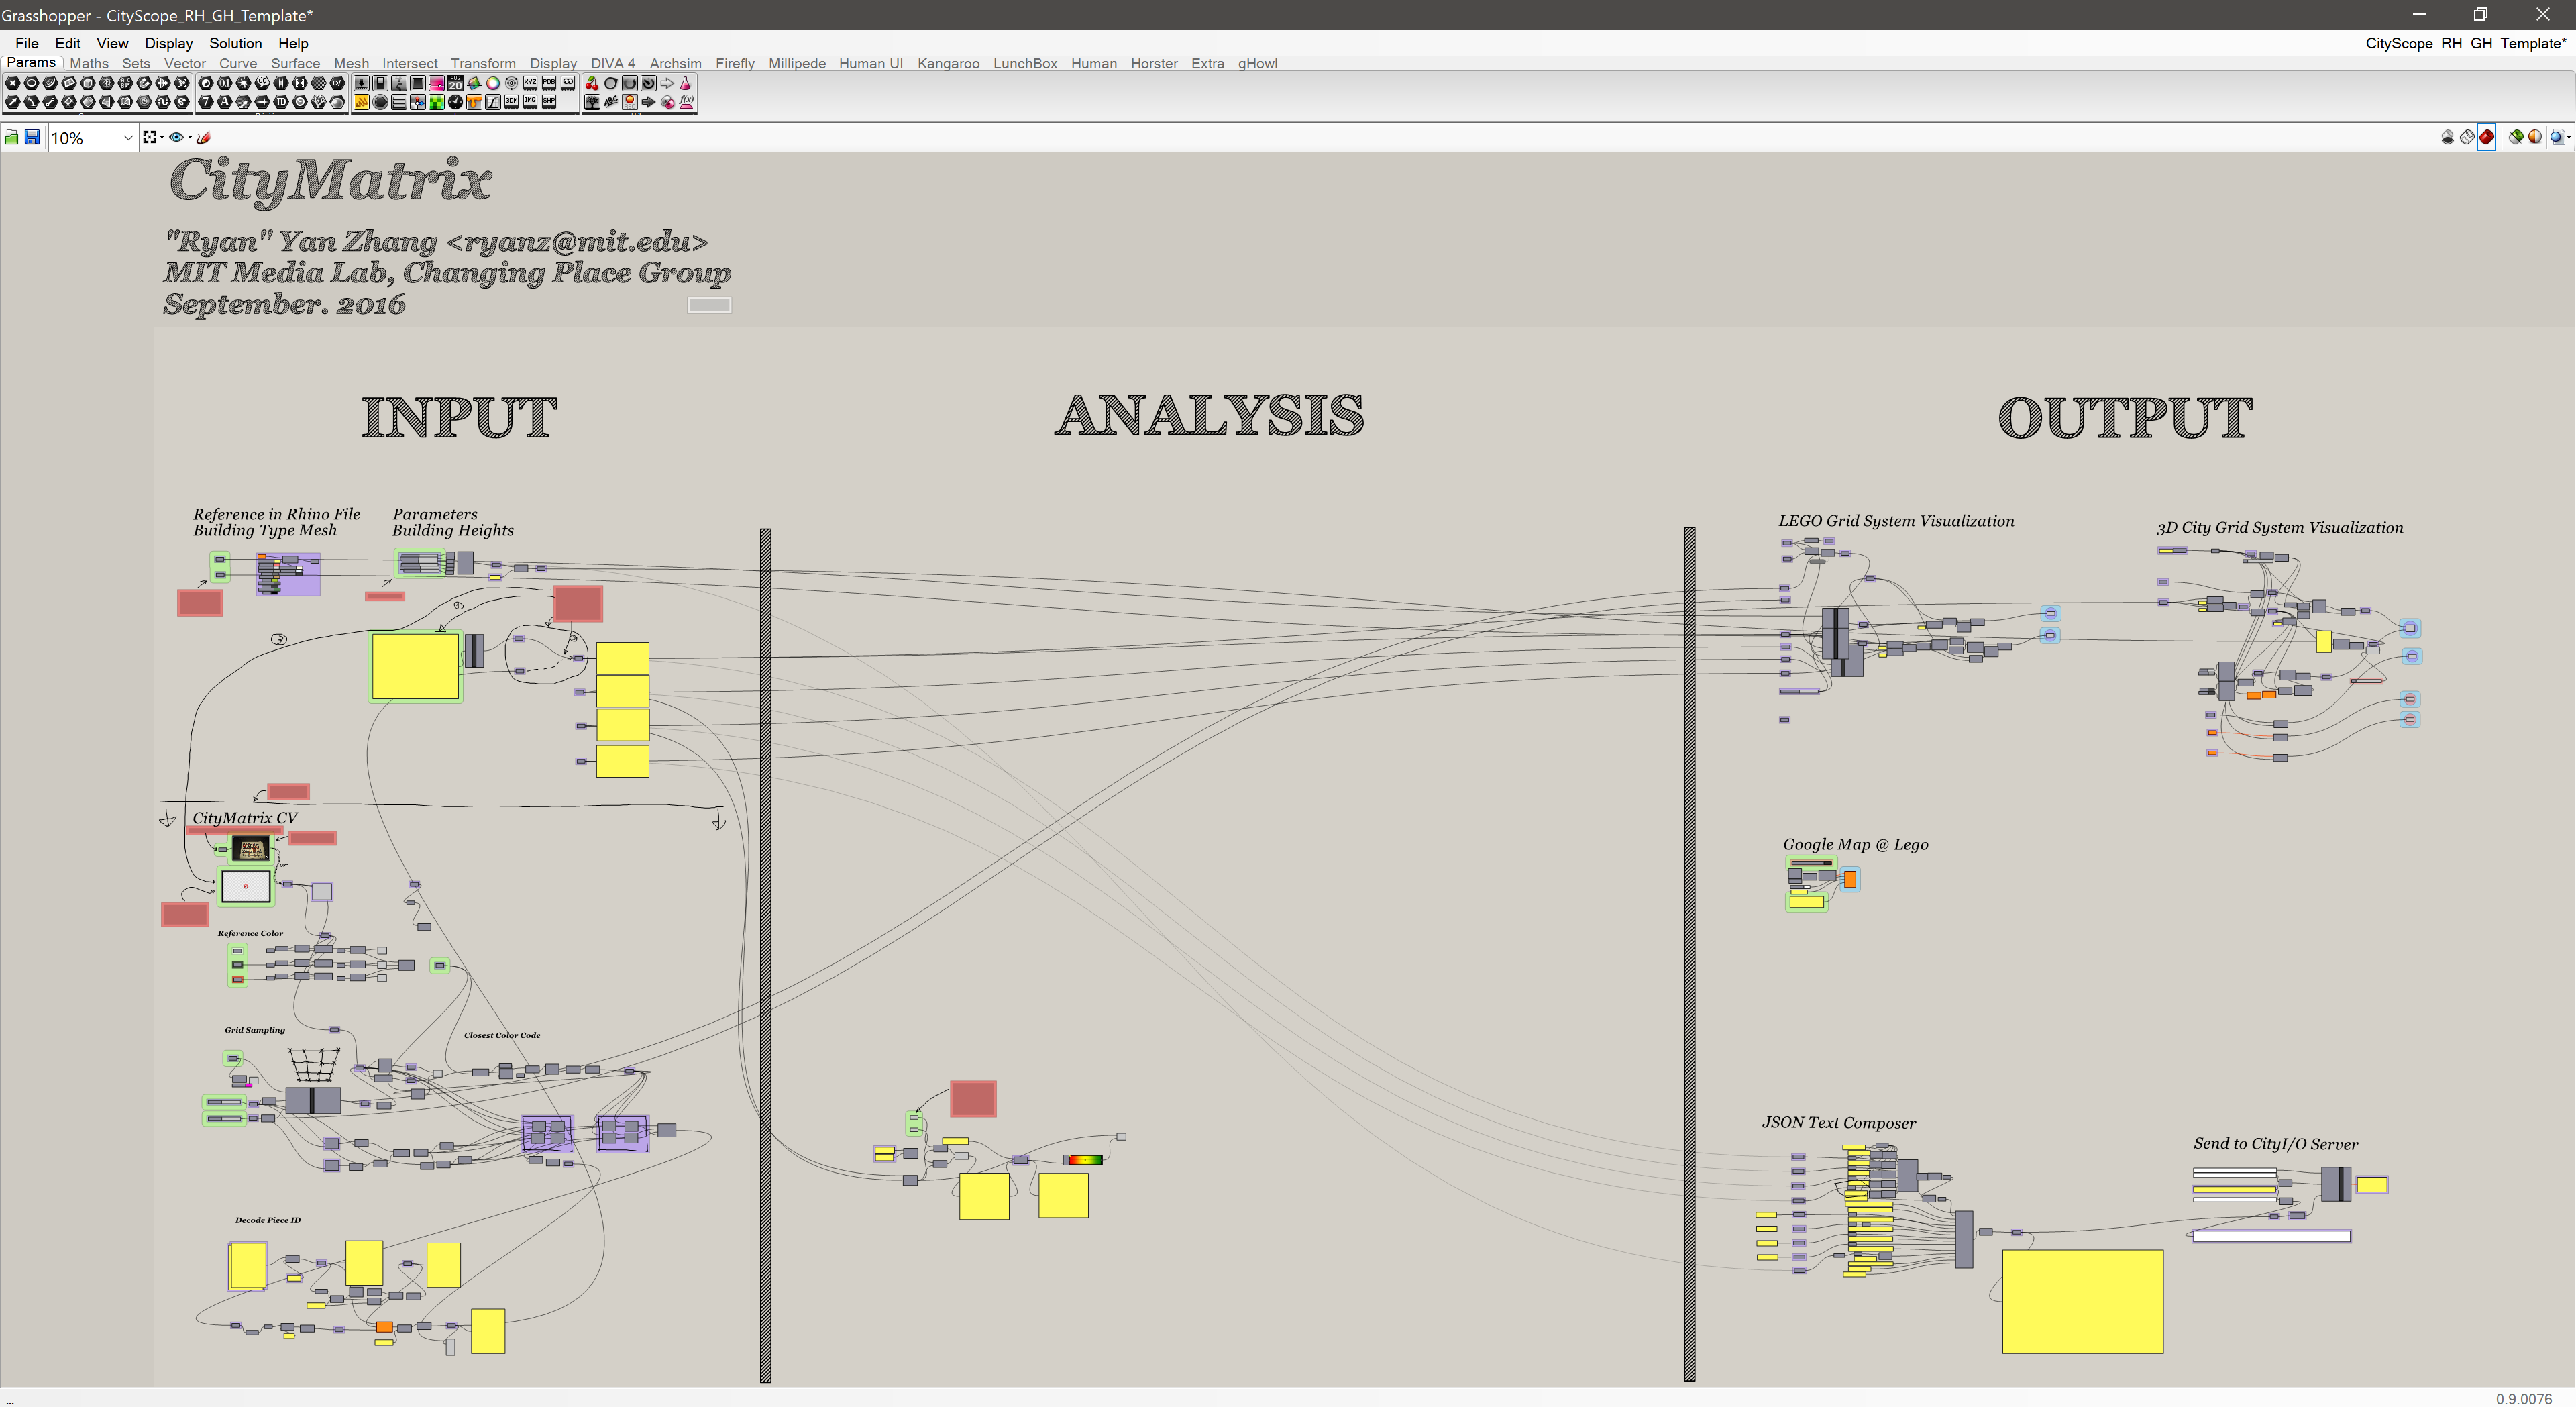 Grasshopper - CityScope_RH_GH_Template*
File Edit View Display Solution Help
CityScope_RH_GH_Template*
Params Maths Sets Vector Curve Surface Mesh Intersect Transform Display DIVA 4 Archsim Firefly Millipede Human UI Kangaroo LunchBox Human Horster Extra gHowl
10%
CityMatrix
"Ryan" Yan Zhang <ryanz@mit.edu>
MIT Media Lab, Changing Place Group
September. 2016
INPUT
ANALYSIS
OUTPUT
Reference in Rhino File
Building Type Mesh
Parameters
Building Heights
LEGO Grid System Visualization
3D City Grid System Visualization
CityMatrix CV
Google Map @ Lego
Reference Color
Grid Sampling
Closest Color Code
JSON Text Composer
Send to CityI/O Server
Decode Piece ID
...
0.9.0076